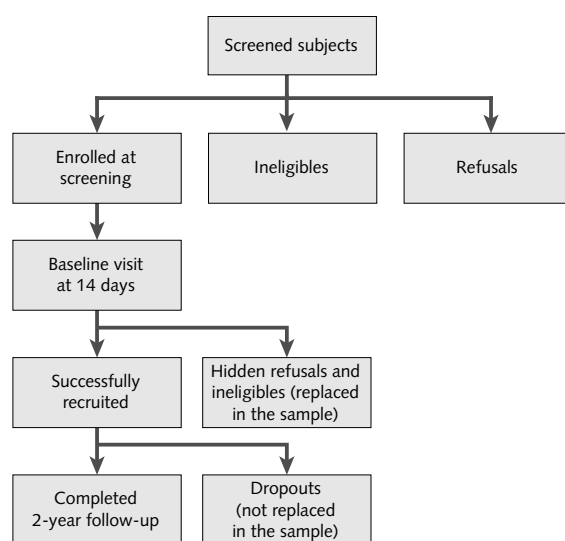 Screened subjects
Enrolled at
screening
Ineligibles
Refusals
Baseline visit
at 14 days
Successfully
recruited
Hidden refusals and
ineligibles (replaced
in the sample)
Completed
2-year follow-up
Dropouts
(not replaced
in the sample)